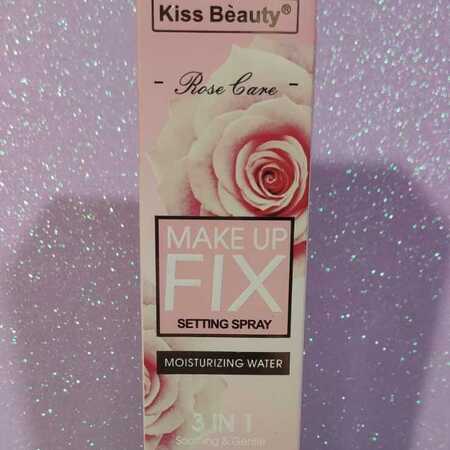 Kiss Bèauty®
- Rose Care -
MAKE UP
FIX
SETTING SPRAY
MOISTURIZING WATER
3 IN 1
Soothing & Gentle